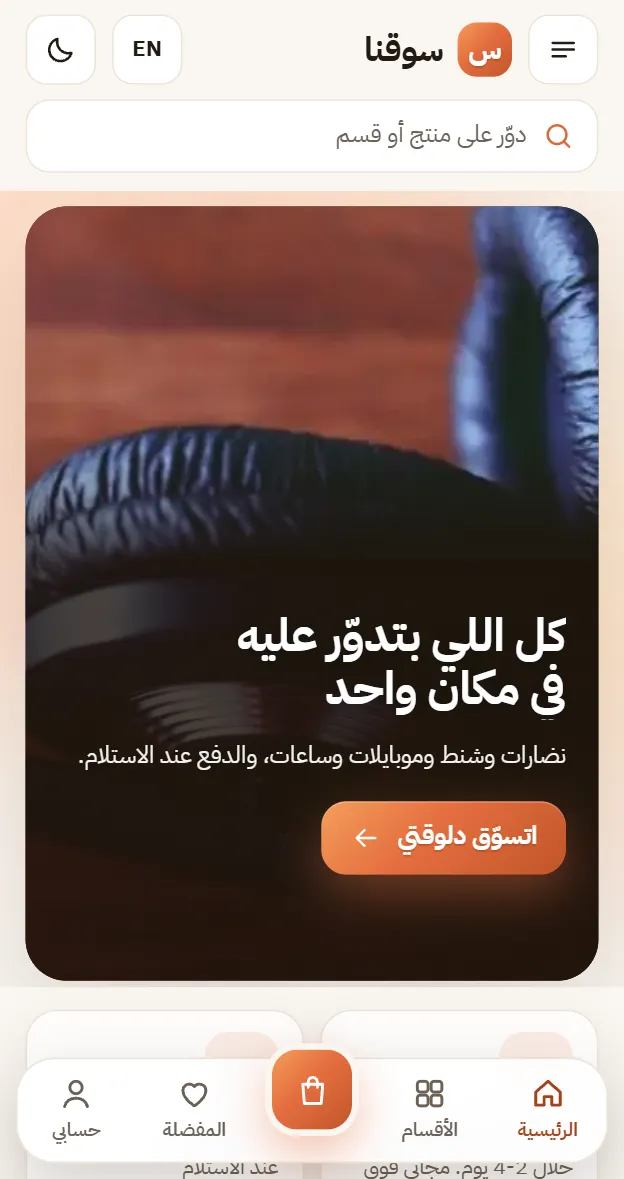 س سوقنا
EN
دوّر على منتج أو قسم
كل اللي بتدوّر عليه
في مكان واحد
نضارات وشنط وموبايلات وساعات، والدفع عند الاستلام.
اتسوّق دلوقتي
خلال 2-4 يوم. مجاني فوق
عند الاستلام
الرئيسية
الأقسام
المفضلة
حسابي